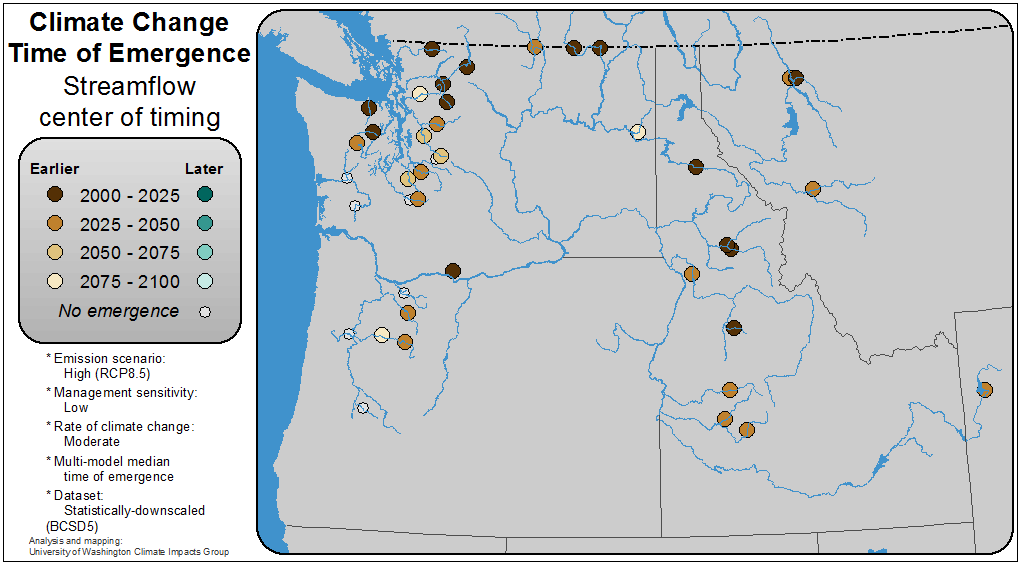 Climate Change
Time of Emergence
Streamflow
center of timing
Earlier Later
2000 - 2025
2025 - 2050
2050 - 2075
2075 - 2100
No emergence
* Emission scenario:
High (RCP8.5)
* Management sensitivity:
Low
* Rate of climate change:
Moderate
* Multi-model median
time of emergence
* Dataset:
Statistically-downscaled
(BCSD5)
Analysis and mapping:
University of Washington Climate Impacts Group